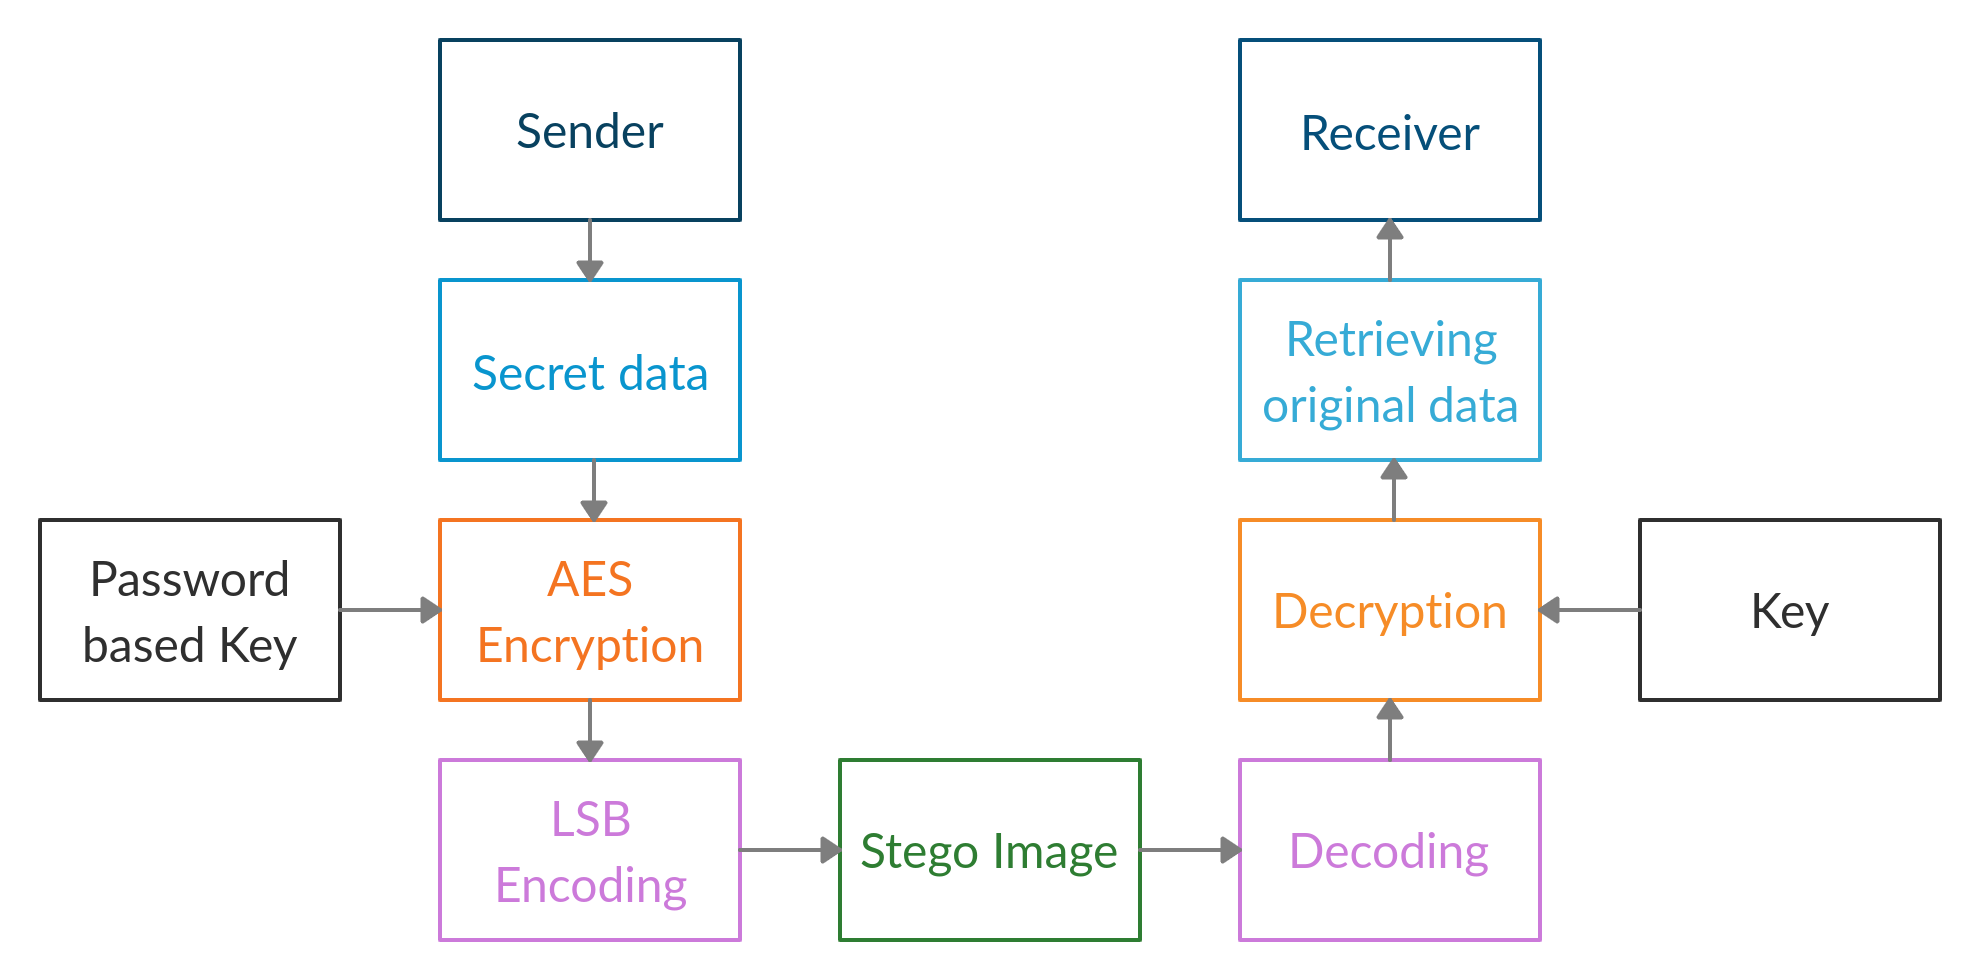 Sender
Receiver
Secret data
Retrieving
original data
Password
based Key
AES
Encryption
Decryption
Key
LSB
Encoding
Stego Image
Decoding